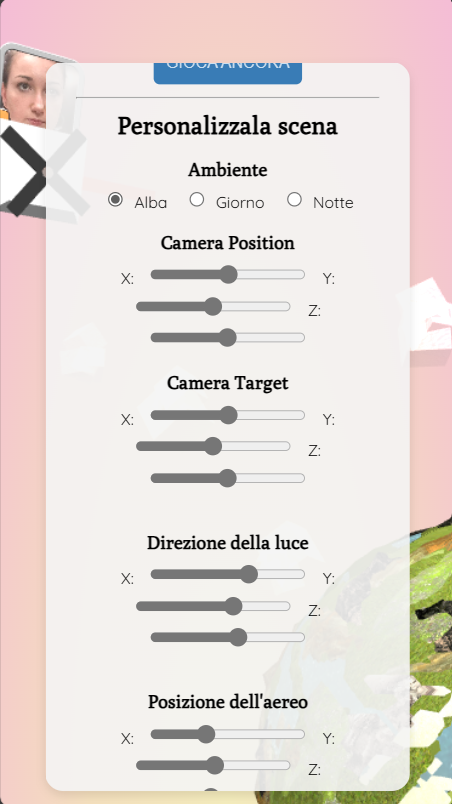 GIOCA ANCORA
Personalizzala scena
Ambiente
Alba Giorno Notte
Camera Position
X: Y:
Z:
Camera Target
X: Y:
Z:
Direzione della luce
X: Y:
Z:
Posizione dell'aereo
X: Y:
Z: